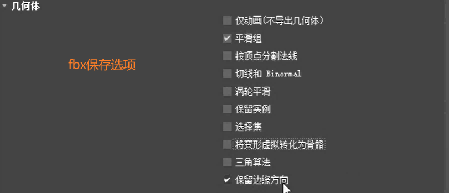 几何体
仅动画(不导出几何体)
平滑组
按顶点分割法线
fbx保存选项
切线和 Binormal
涡轮平滑
保留实例
选择集
将变形虚拟转化为骨骼
三角算法
保留边缘方向